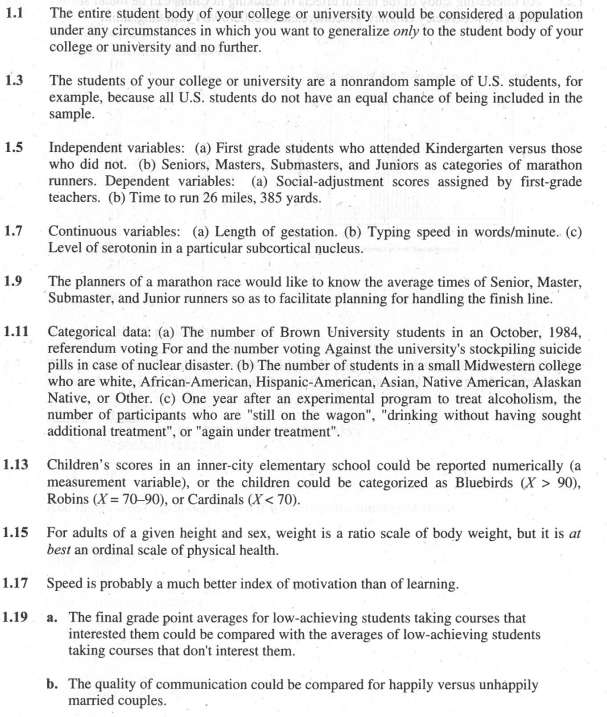 1.1 The entire student body of your college or university would be considered a population
under any circumstances in which you want to generalize only to the student body of your
college or university and no further.
1.3 The students of your college or university are a nonrandom sample of U.S. students, for
example, because all U.S. students do not have an equal chance of being included in the
sample.
1.5 Independent variables: (a) First grade students who attended Kindergarten versus those
who did not. (b) Seniors, Masters, Submasters, and Juniors as categories of marathon
runners. Dependent variables: (a) Social-adjustment scores assigned by first-grade
teachers. (b) Time to run 26 miles, 385 yards.
1.7 Continuous variables: (a) Length of gestation. (b) Typing speed in words/minute. (c)
Level of serotonin in a particular subcortical nucleus.
1.9 The planners of a marathon race would like to know the average times of Senior, Master,
Submaster, and Junior runners so as to facilitate planning for handling the finish line.
1.11 Categorical data: (a) The number of Brown University students in an October, 1984,
referendum voting For and the number voting Against the university's stockpiling suicide
pills in case of nuclear disaster. (b) The number of students in a small Midwestern college
who are white, African-American, Hispanic-American, Asian, Native American, Alaskan
Native, or Other. (c) One year after an experimental program to treat alcoholism, the
number of participants who are "still on the wagon", "drinking without having sought
additional treatment", or "again under treatment".
1.13 Children's scores in an inner-city elementary school could be reported numerically (a
measurement variable), or the children could be categorized as Bluebirds (X > 90),
Robins (X = 70–90), or Cardinals (X < 70).
1.15 For adults of a given height and sex, weight is a ratio scale of body weight, but it is at
best an ordinal scale of physical health.
1.17 Speed is probably a much better index of motivation than of learning.
1.19 a. The final grade point averages for low-achieving students taking courses that
interested them could be compared with the averages of low-achieving students
taking courses that don't interest them.
b. The quality of communication could be compared for happily versus unhappily
married couples.